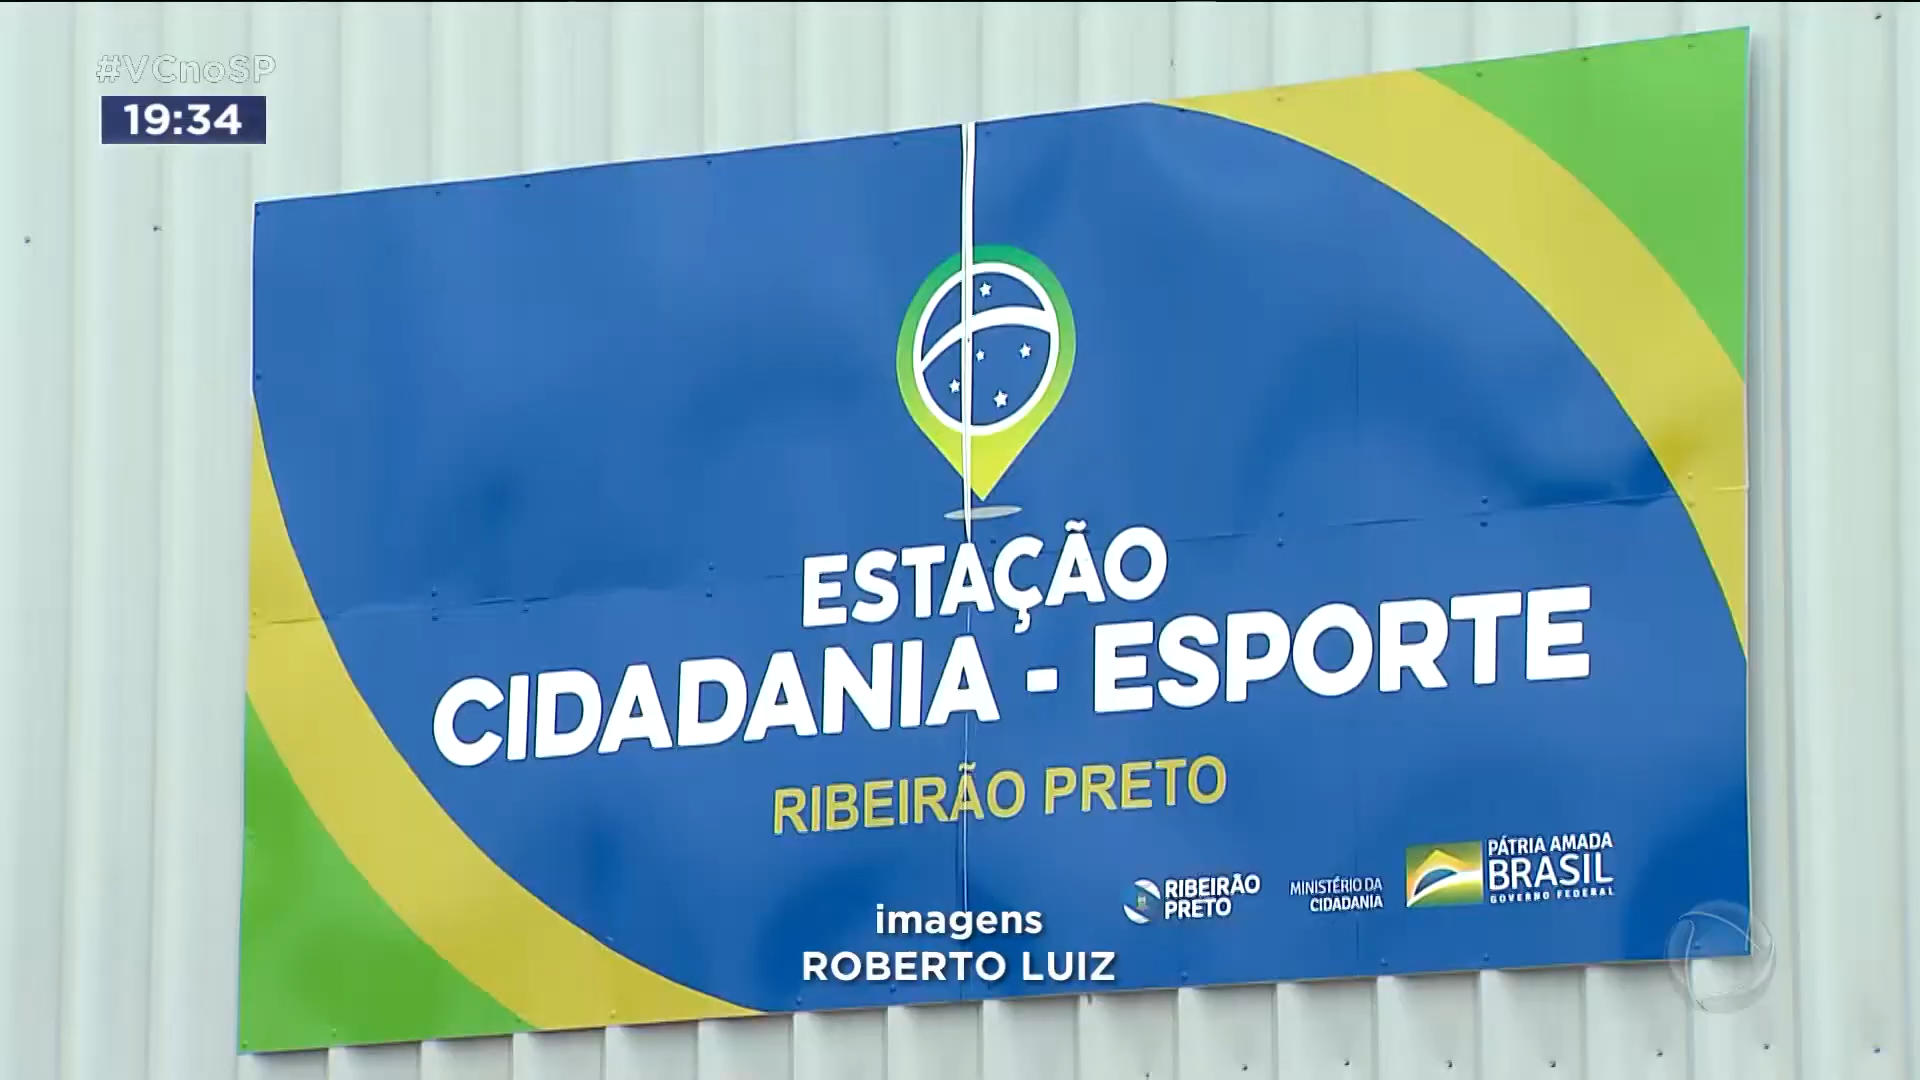 #VCnoSP
19:34
ESTAÇÃO
CIDADANIA - ESPORTE
RIBEIRÃO PRETO
RIBEIRÃO
PRETO
MINISTÉRIO DA
CIDADANIA
PÁTRIA AMADA
BRASIL
GOVERNO FEDERAL
imagens
ROBERTO LUIZ